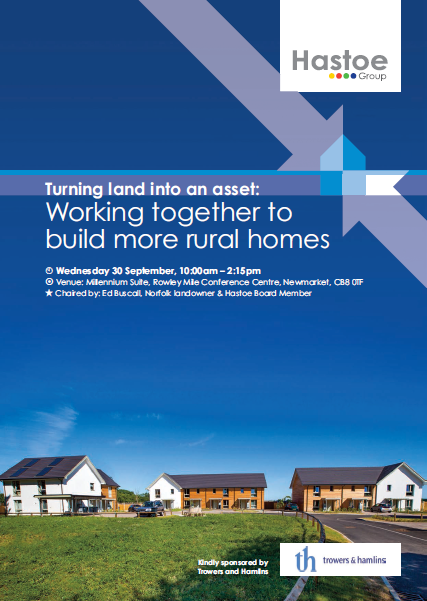 Hastoe
Group
Turning land into an asset:
Working together to
build more rural homes
Wednesday 30 September, 10:00am – 2:15pm
Venue: Millennium Suite, Rowley Mile Conference Centre, Newmarket, CB8 0TF
Chaired by: Ed Buscall, Norfolk landowner & Hastoe Board Member
Kindly sponsored by
Trowers and Hamlins
th trowers & hamlins